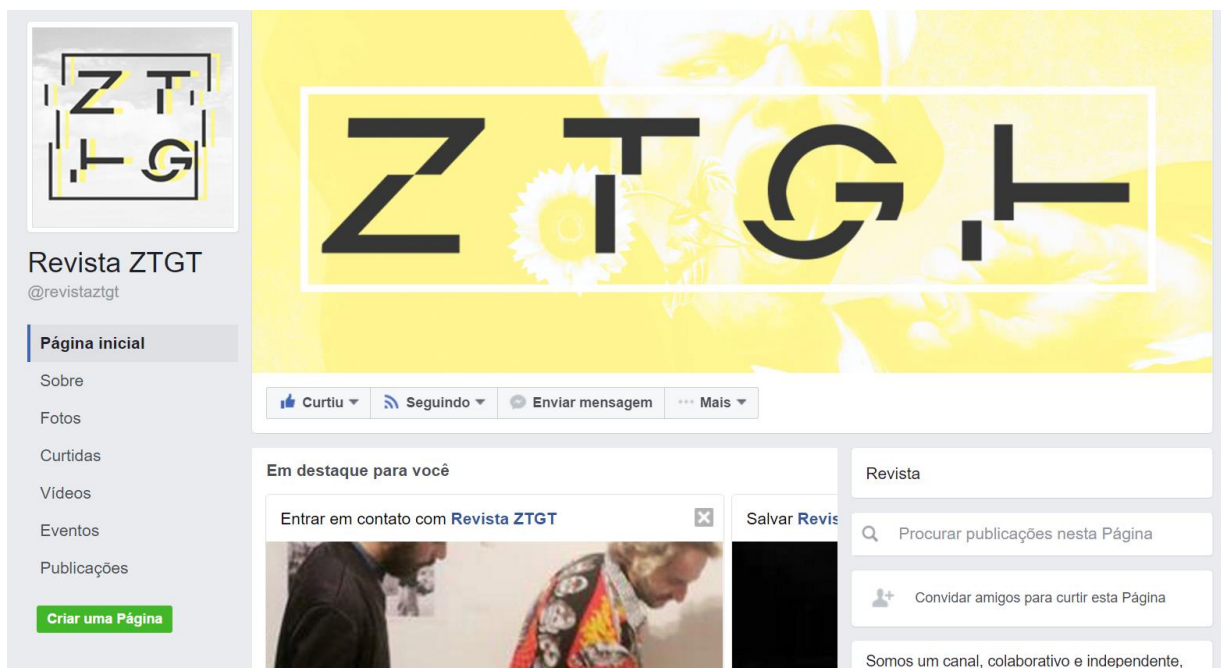 Z T
T G
Revista ZTGT
@revistaztgt
Página inicial
Sobre
Fotos
Curtidas
Vídeos
Eventos
Publicações
Criar uma Página
ZTGT
Curtiu
Seguindo
Enviar mensagem
Mais
Em destaque para você
Entrar em contato com Revista ZTGT
Salvar Revis
Revista
Procurar publicações nesta Página
Convidar amigos para curtir esta Página
Somos um canal, colaborativo e independente,